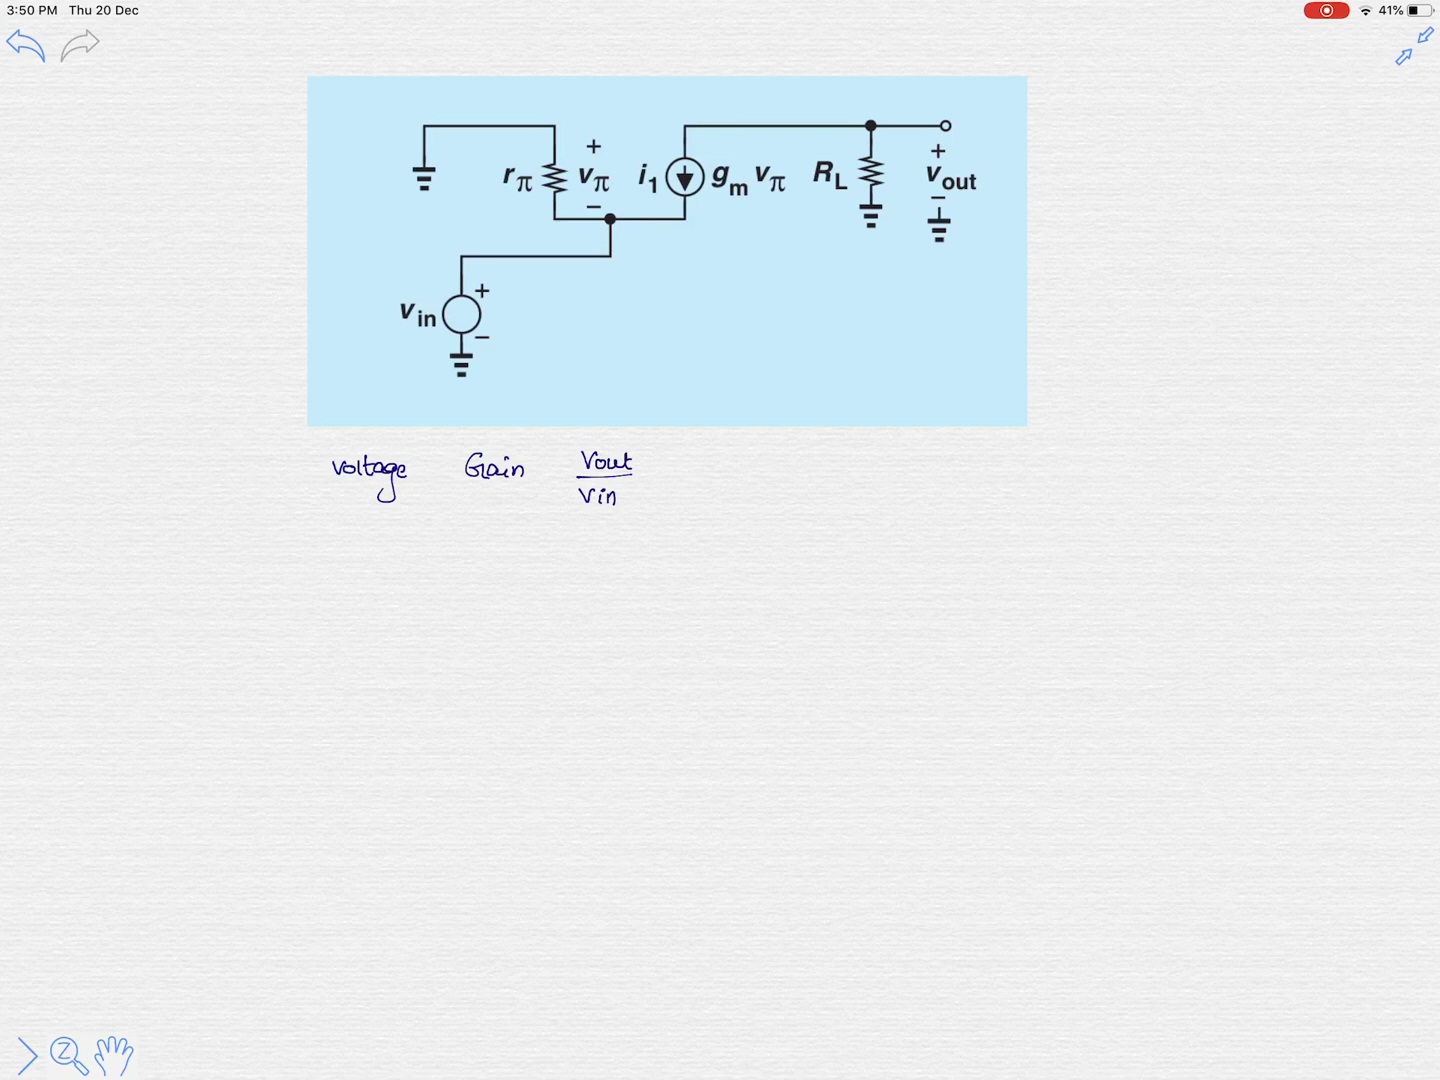 3:50 PM Thu 20 Dec
41%
+ + +
rπ vπ i1 gm vπ RL vout
− −
+
vin
−
voltage Gain Vout
Vin
Z